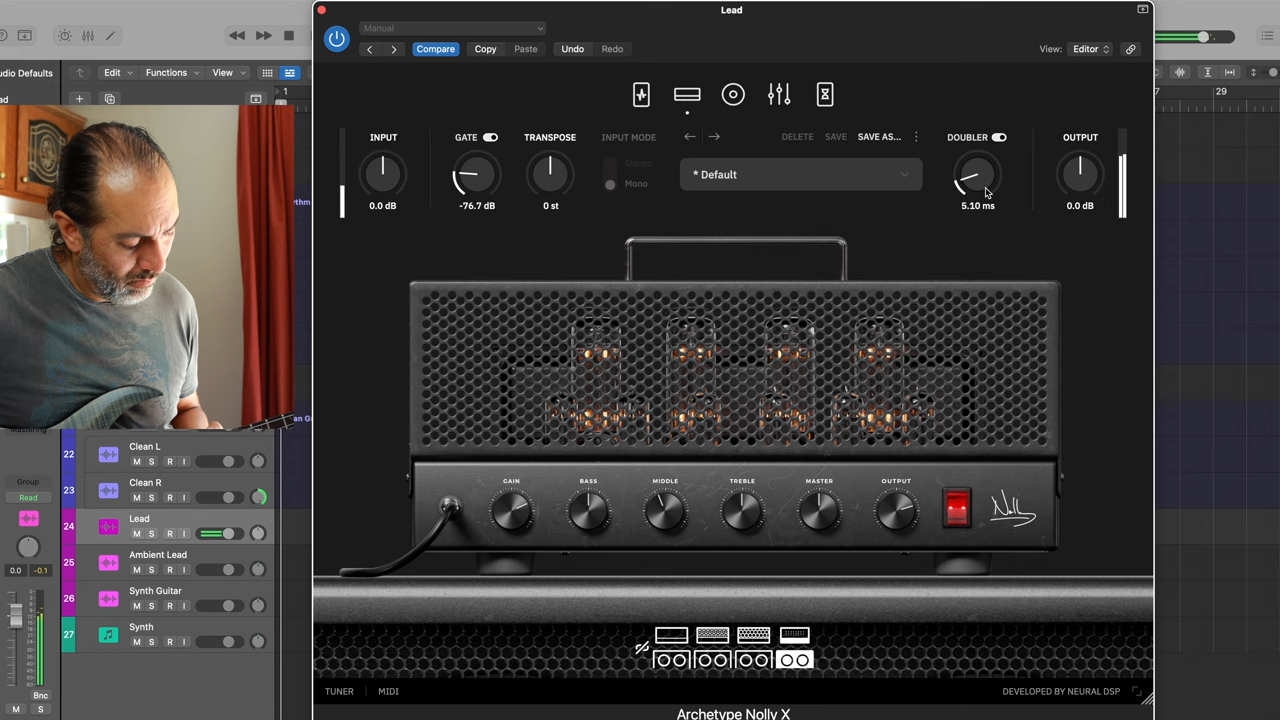 Lead
Manual
Compare
Copy
Paste
Undo
Redo
View:
Editor
udio Defaults
Edit
Functions
View
1
29
INPUT
0.0 dB
GATE
-76.7 dB
TRANSPOSE
0 st
INPUT MODE
Stereo
Mono
DELETE
SAVE
SAVE AS...
* Default
DOUBLER
5.10 ms
OUTPUT
0.0 dB
GAIN
BASS
MIDDLE
TREBLE
MASTER
OUTPUT
Nolly
TUNER
MIDI
DEVELOPED BY NEURAL DSP
Archetype Nolly X
Group
Read
0.0
-0.1
Bnc
M
S
22
Clean L
M S R I
23
Clean R
M S R I
24
Lead
M S R I
25
Ambient Lead
M S R I
26
Synth Guitar
M S R I
27
Synth
M S R I